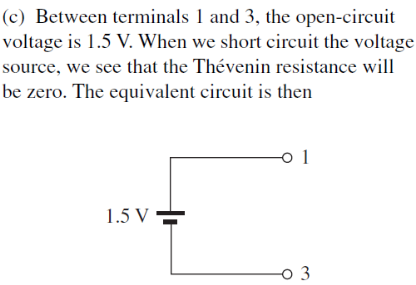 (c) Between terminals 1 and 3, the open-circuit
voltage is 1.5 V. When we short circuit the voltage
source, we see that the Thévenin resistance will
be zero. The equivalent circuit is then
1
1.5 V
3